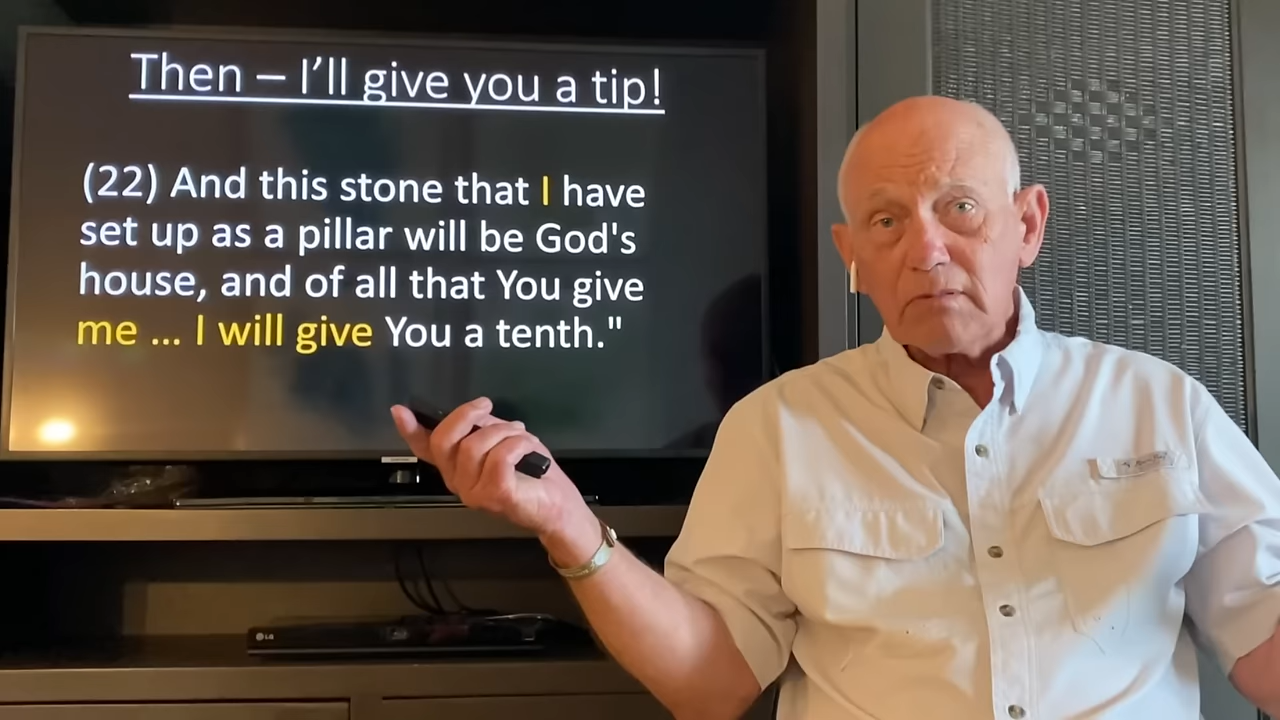 Then – I’ll give you a tip!
(22) And this stone that I have
set up as a pillar will be God's
house, and of all that You give
me ... I will give You a tenth."
LG